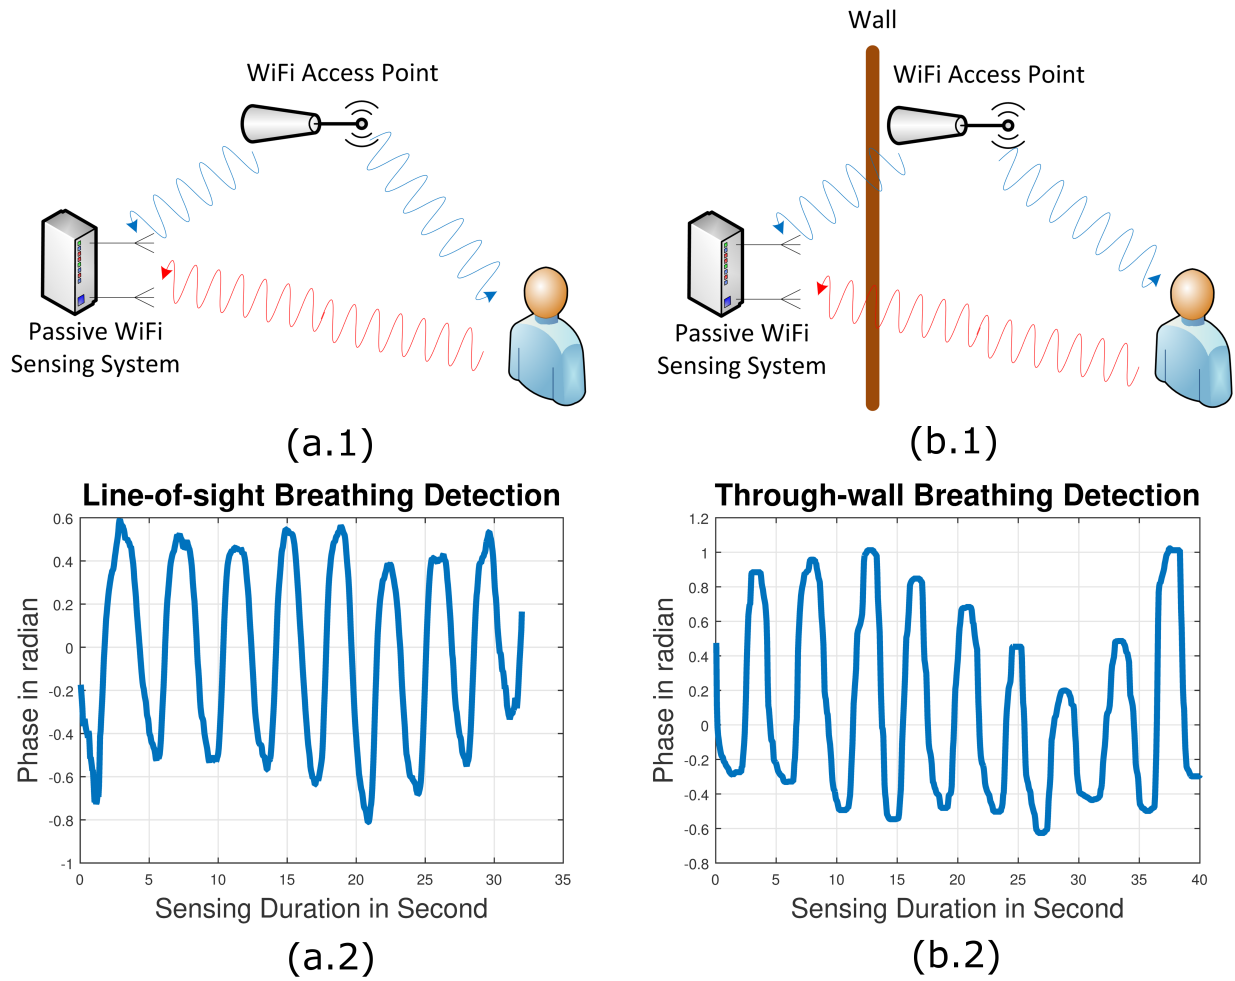 WiFi Access Point
Passive WiFi
Sensing System
(a.1)
Wall
WiFi Access Point
Passive WiFi
Sensing System
(b.1)
Line-of-sight Breathing Detection
Phase in radian
0.6
0.4
0.2
0
-0.2
-0.4
-0.6
-0.8
-1
0 5 10 15 20 25 30 35
Sensing Duration in Second
(a.2)
Through-wall Breathing Detection
Phase in radian
1.2
1
0.8
0.6
0.4
0.2
0
-0.2
-0.4
-0.6
-0.8
0 5 10 15 20 25 30 35 40
Sensing Duration in Second
(b.2)